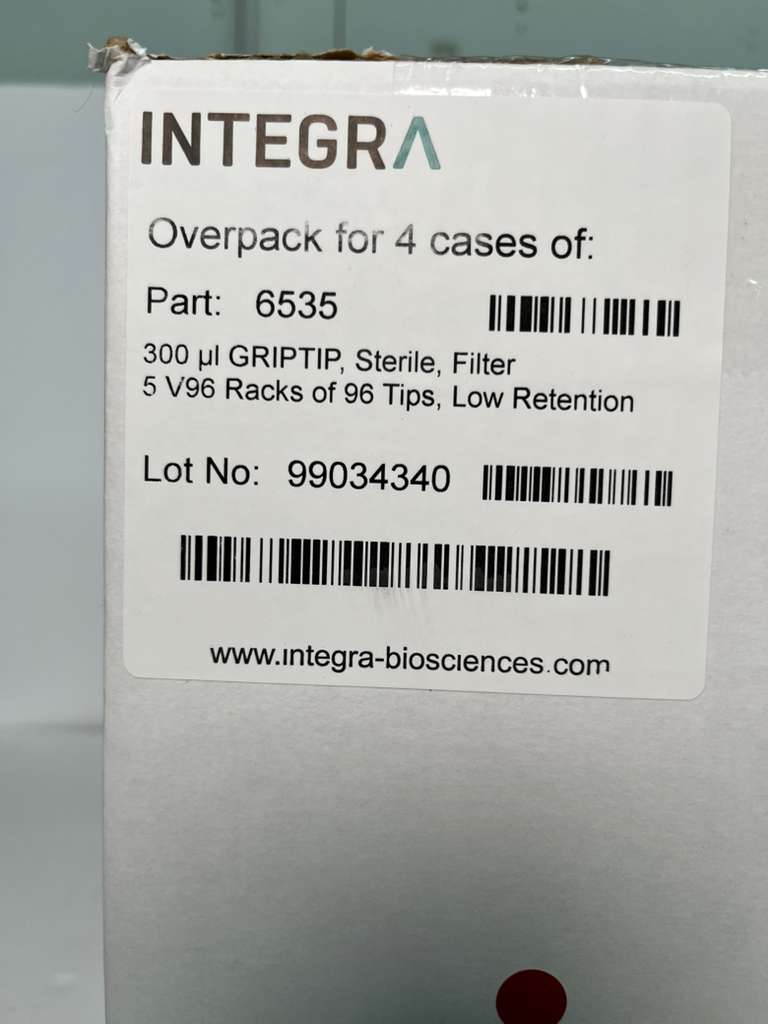 INTEGRA
Overpack for 4 cases of:
Part: 6535
300 µl GRIPTIP, Sterile, Filter
5 V96 Racks of 96 Tips, Low Retention
Lot No: 99034340
www.integra-biosciences.com